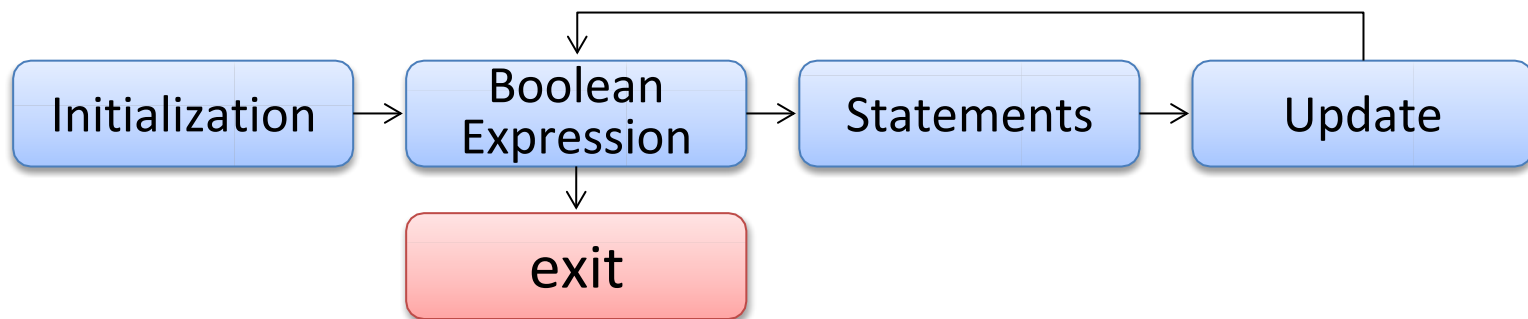 Initialization
Boolean
Expression
Statements
Update
exit